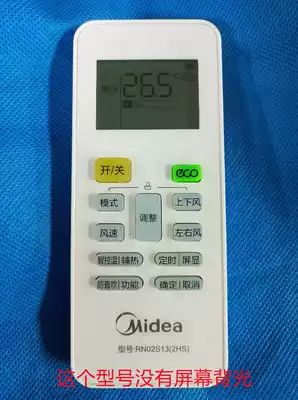 26.5
开/关
eco
模式
调整
上下风
风速
左右风
智控温 辅热
定时 屏显
防直吹 功能
确定 取消
Midea
型号:RN02S13(2HS)
这个型号没有屏幕背光